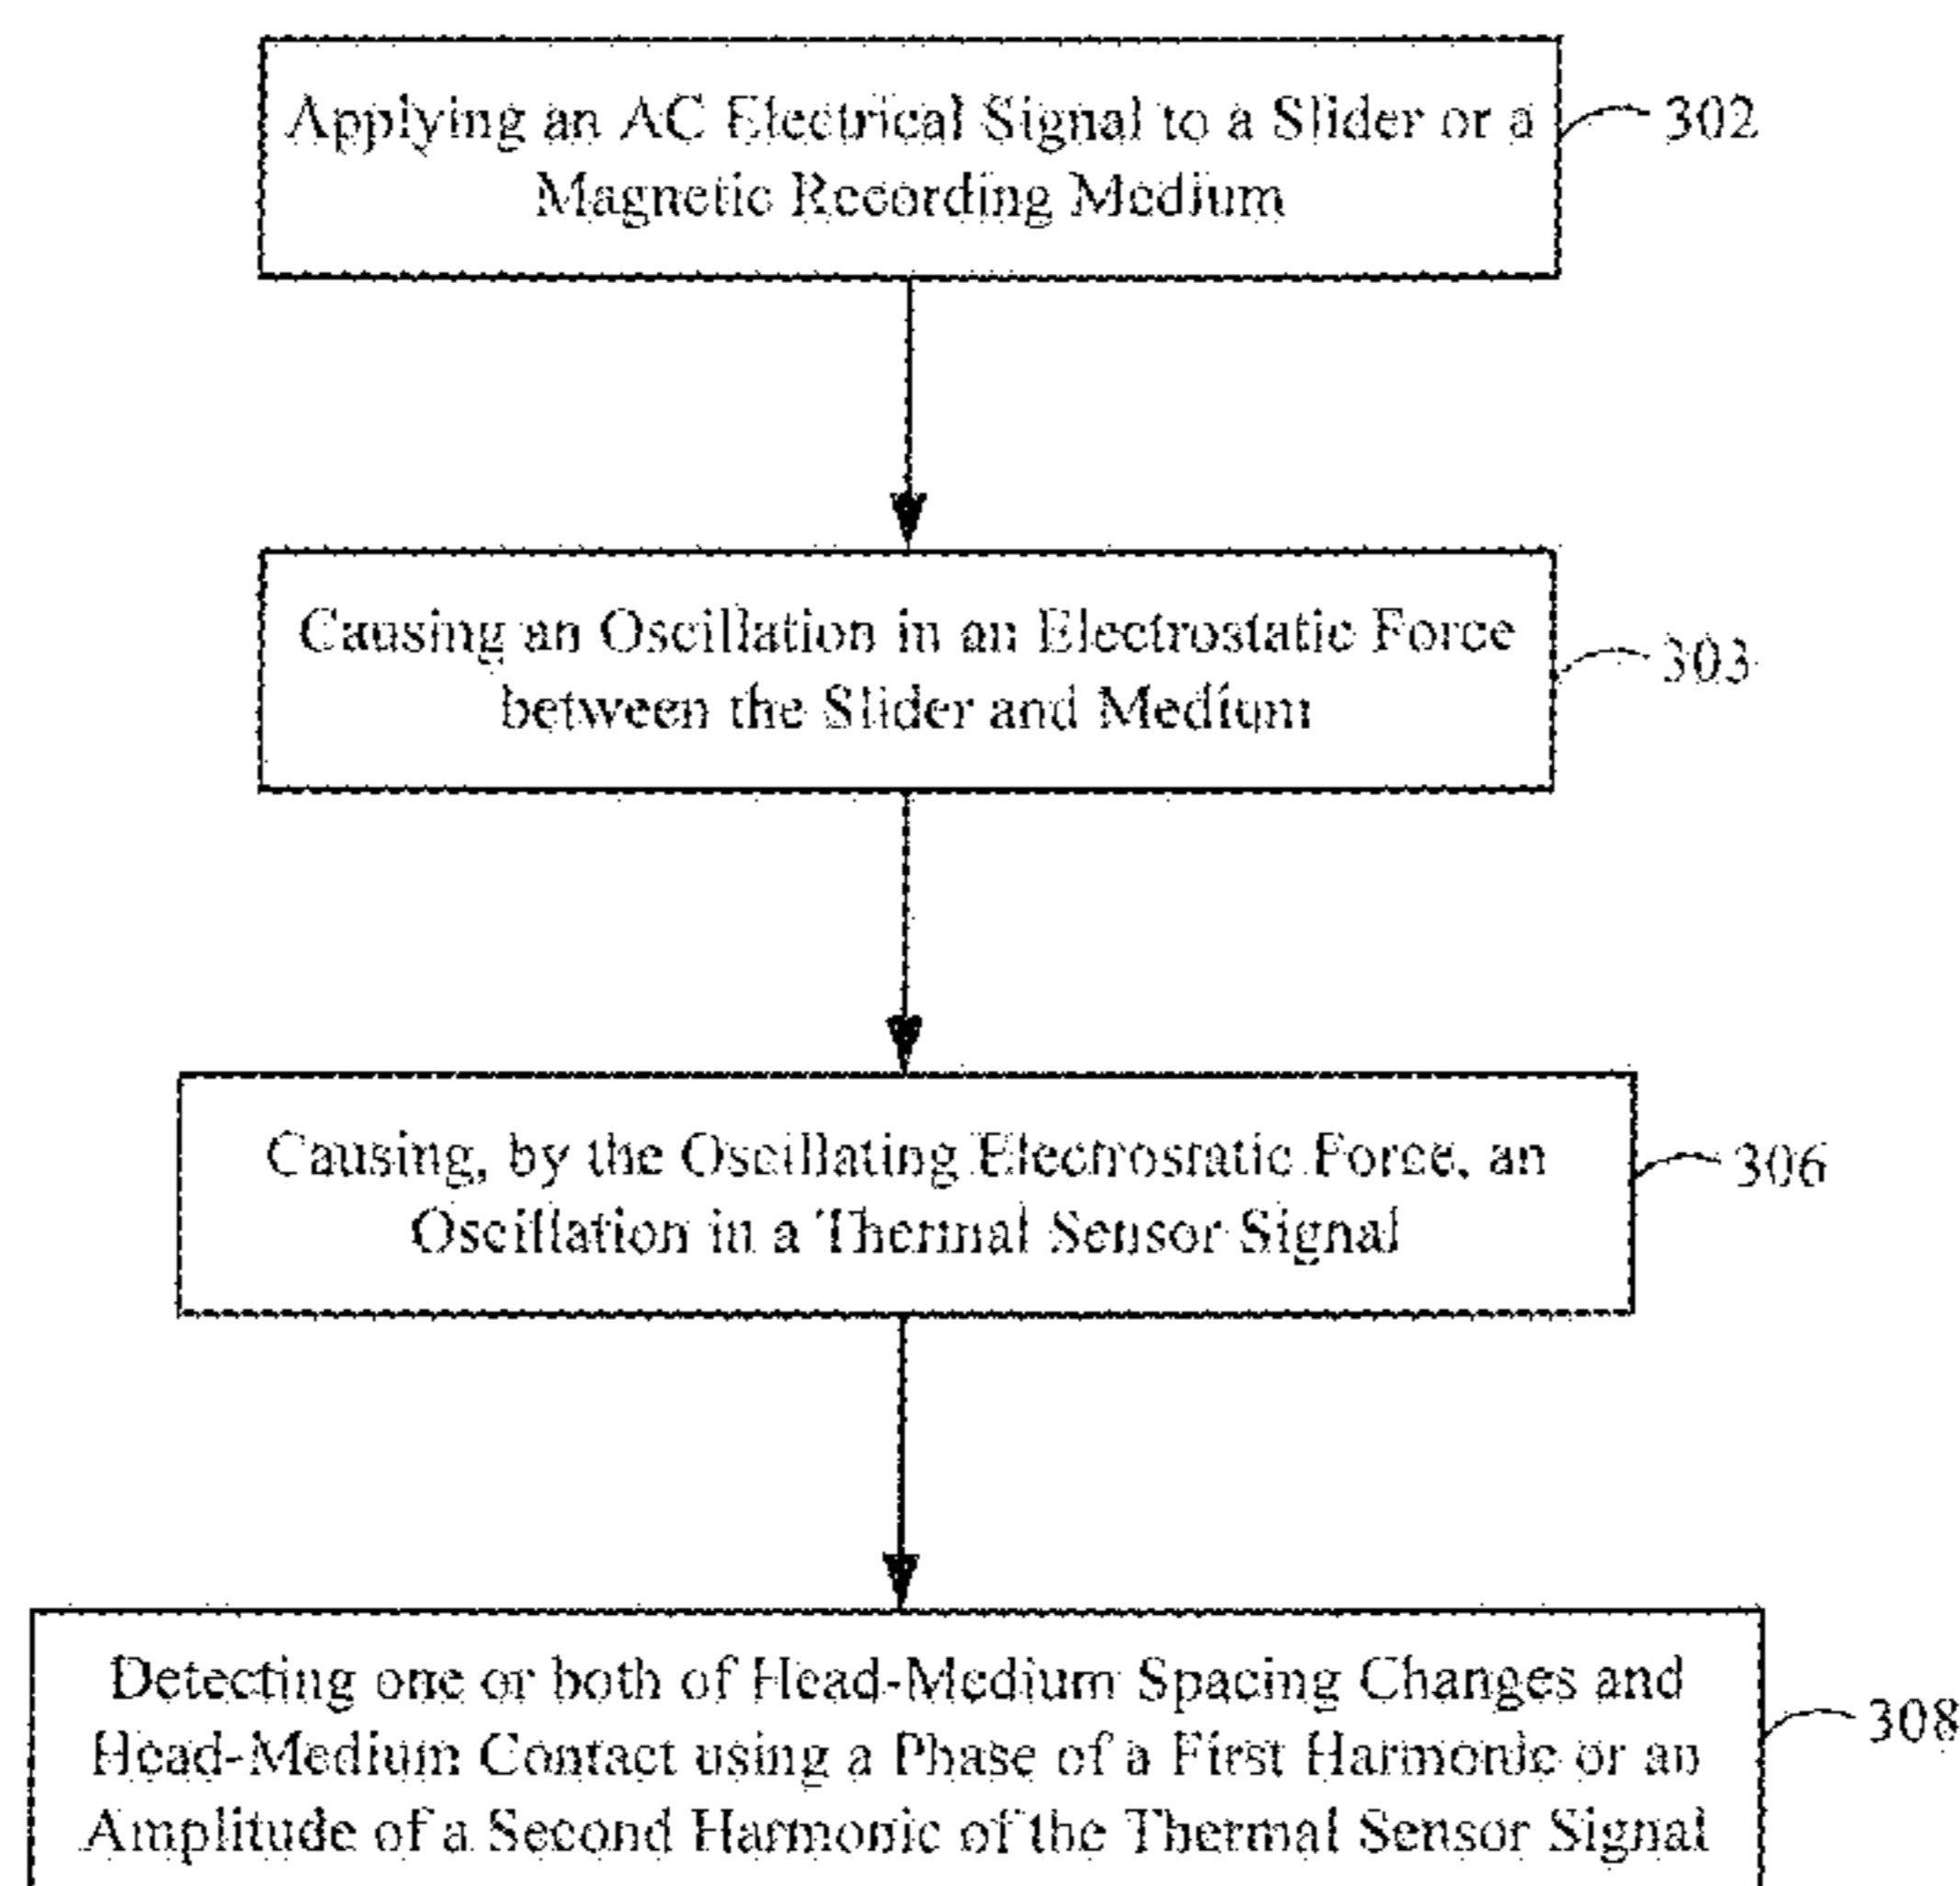 Applying an AC Electrical Signal to a Slider or a
Magnetic Recording Medium
302
Causing an Oscillation in an Electrostatic Force
between the Slider and Medium
303
Causing, by the Oscillating Electrostatic Force, an
Oscillation in a Thermal Sensor Signal
306
Detecting one or both of Head-Medium Spacing Changes and
Head-Medium Contact using a Phase of a First Harmonic or an
Amplitude of a Second Harmonic of the Thermal Sensor Signal
308